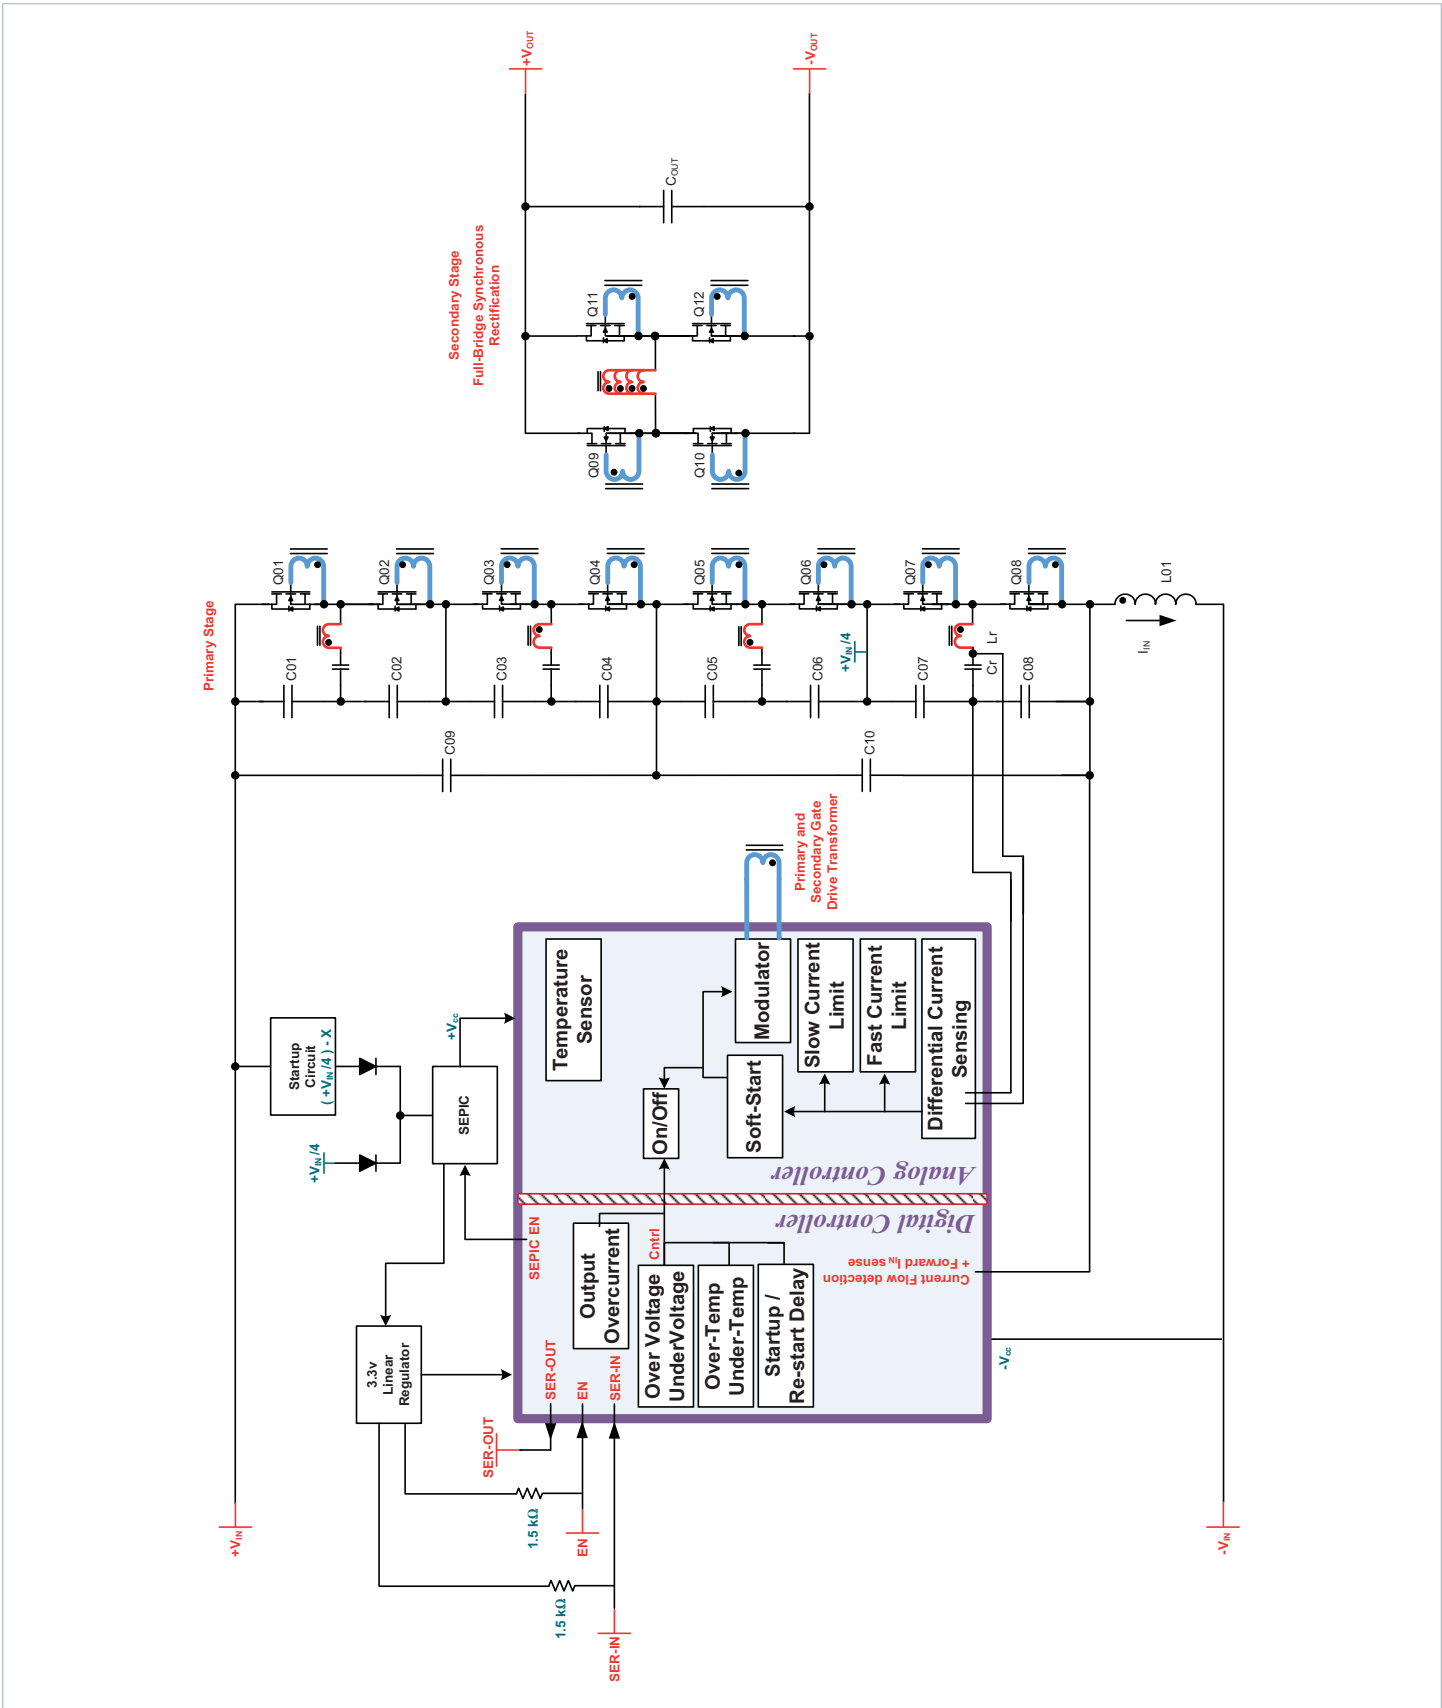 +VOUT
-VOUT
COUT
Secondary Stage
Full-Bridge Synchronous
Rectification
Q11
Q12
Q09
Q10
Primary Stage
Q01
Q02
Q03
Q04
Q05
Q06
Q07
Q08
L01
IIN
+VIN/4
Lr
Cr
C01
C02
C03
C04
C05
C06
C07
C08
C09
C10
Primary and
Secondary Gate
Drive Transformer
Startup
Circuit
( +VIN/4 ) - X
+VIN/4
SEPIC
+Vcc
Temperature
Sensor
Modulator
Slow Current
Limit
Fast Current
Limit
Differential Current
Sensing
On/Off
Soft-Start
Analog Controller
Digital Controller
SEPIC EN
Output
Overcurrent
Cntrl
Over Voltage
UnderVoltage
Over-Temp
Under-Temp
Startup /
Re-start Delay
Current Flow detection
+ Forward IIN sense
3.3v
Linear
Regulator
SER-OUT
EN
SER-IN
-Vcc
SER-OUT
1.5 kΩ
EN
1.5 kΩ
SER-IN
+VIN
-VIN